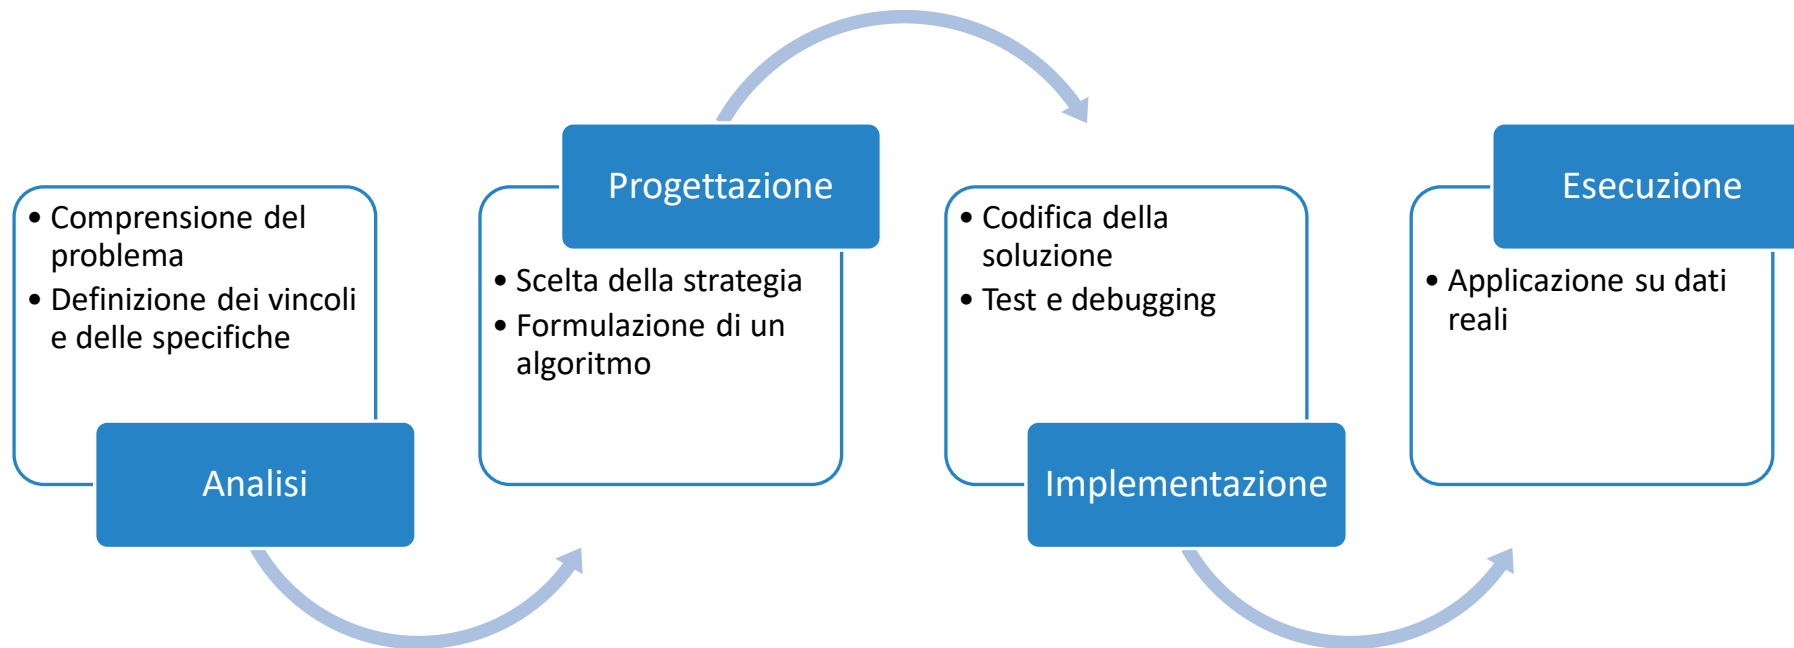 • Comprensione del
problema
• Definizione dei vincoli
e delle specifiche
Analisi
Progettazione
• Scelta della strategia
• Formulazione di un
algoritmo
• Codifica della
soluzione
• Test e debugging
Implementazione
Esecuzione
• Applicazione su dati
reali